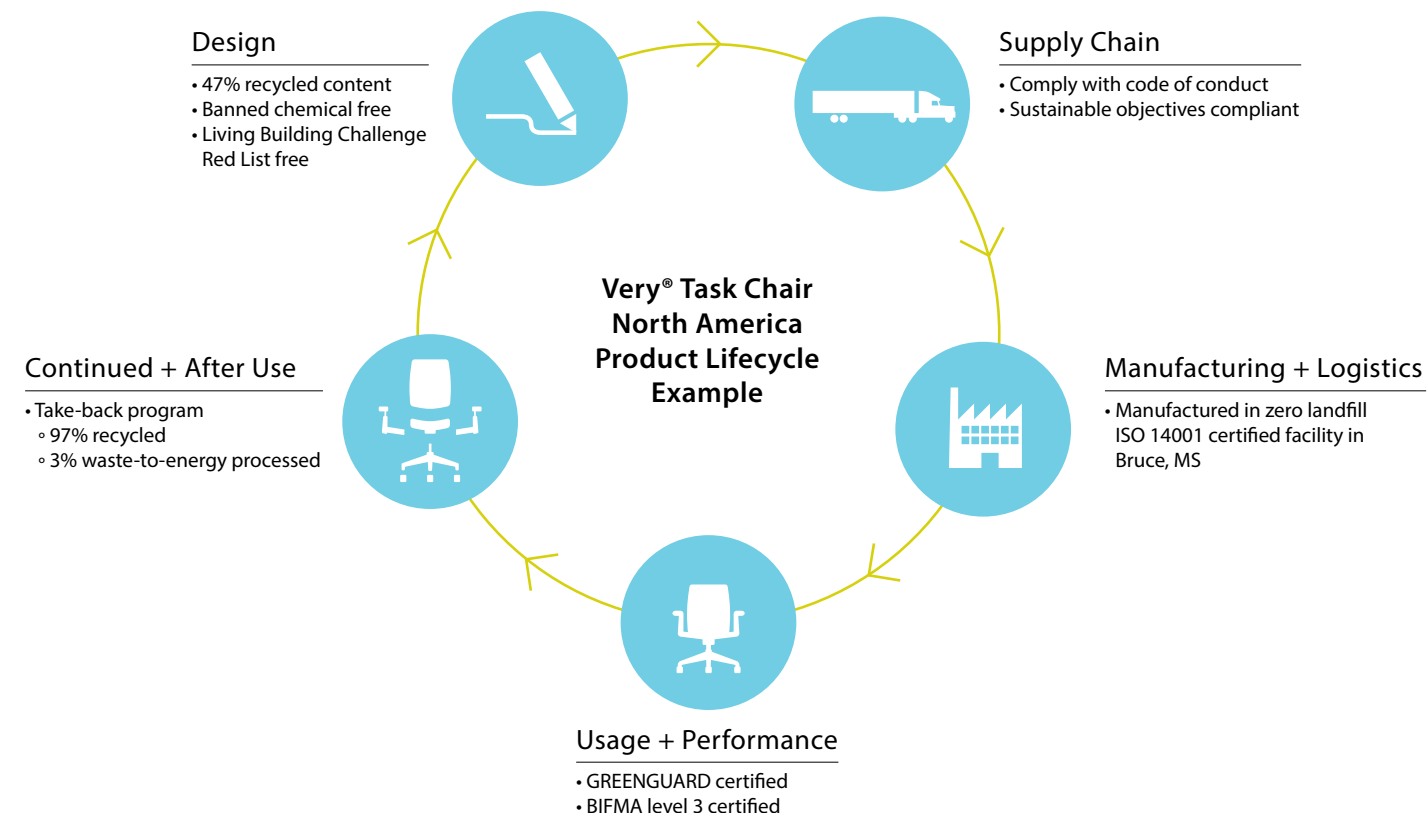 Design
• 47% recycled content
• Banned chemical free
• Living Building Challenge
Red List free
Supply Chain
• Comply with code of conduct
• Sustainable objectives compliant
Very® Task Chair
North America
Product Lifecycle
Example
Continued + After Use
• Take-back program
◦ 97% recycled
◦ 3% waste-to-energy processed
Manufacturing + Logistics
• Manufactured in zero landfill
ISO 14001 certified facility in
Bruce, MS
Usage + Performance
• GREENGUARD certified
• BIFMA level 3 certified